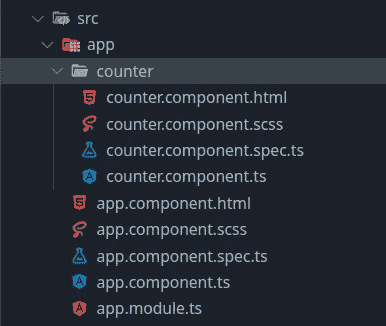 src
app
counter
counter.component.html
counter.component.scss
counter.component.spec.ts
counter.component.ts
app.component.html
app.component.scss
app.component.spec.ts
app.component.ts
app.module.ts